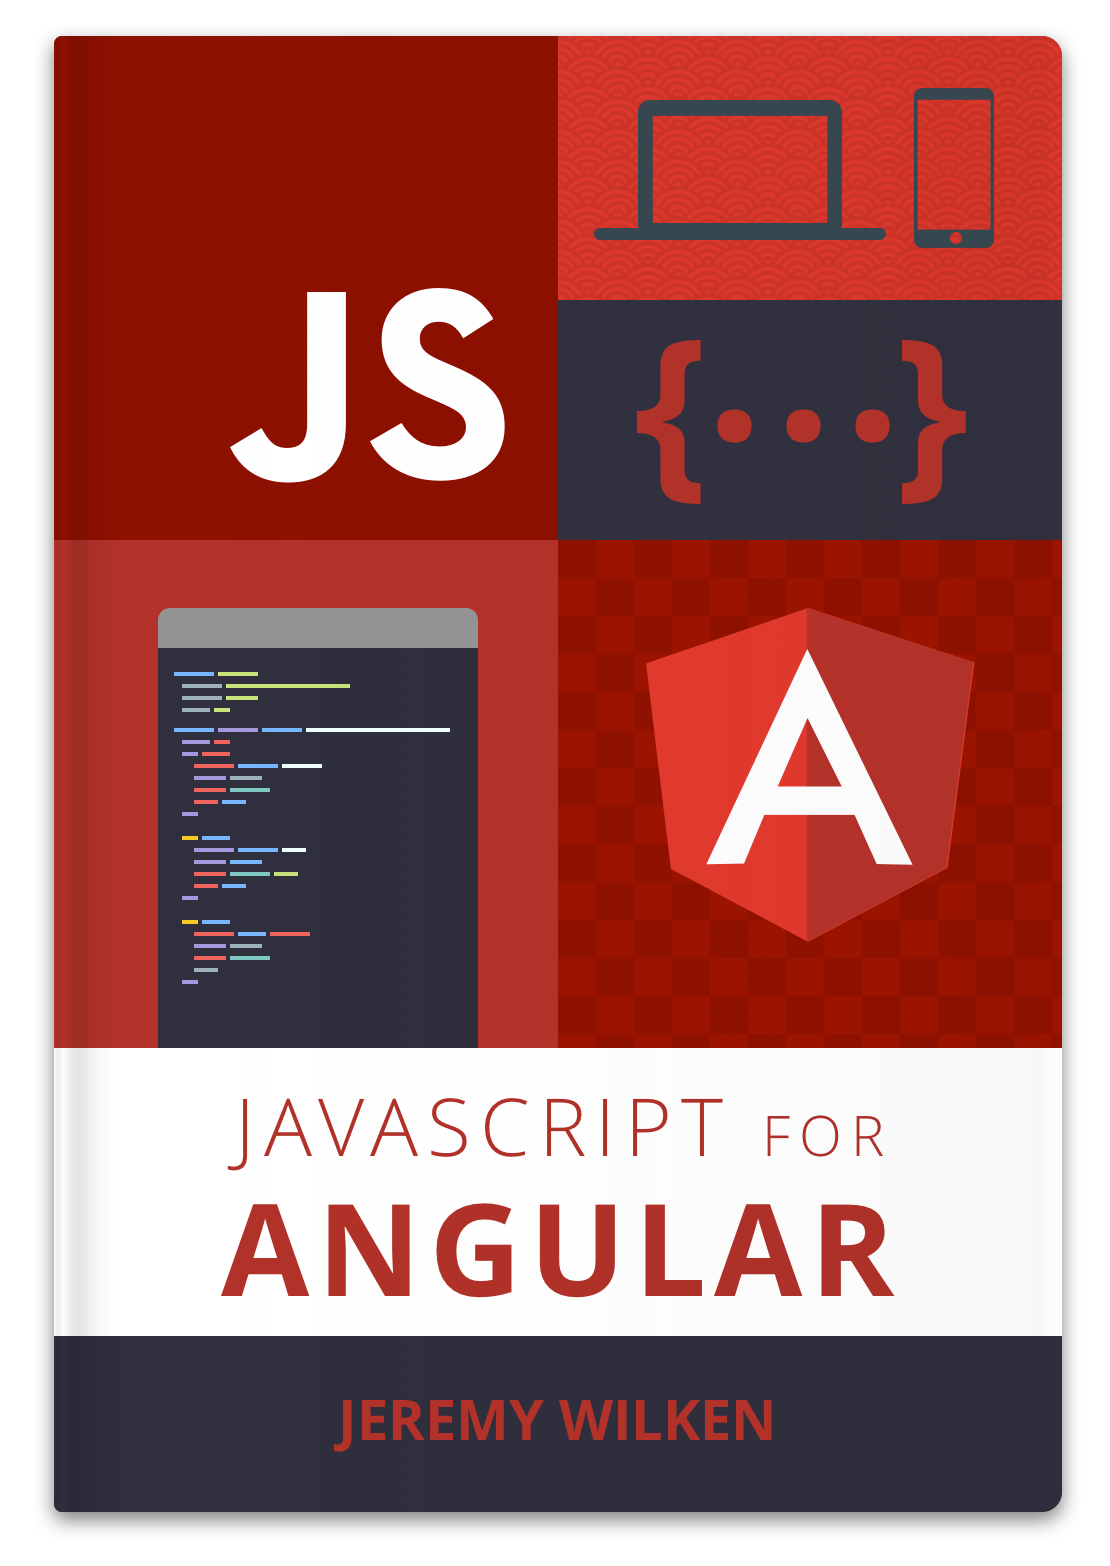 JS
{...}
A
JAVASCRIPT FOR
ANGULAR
JEREMY WILKEN